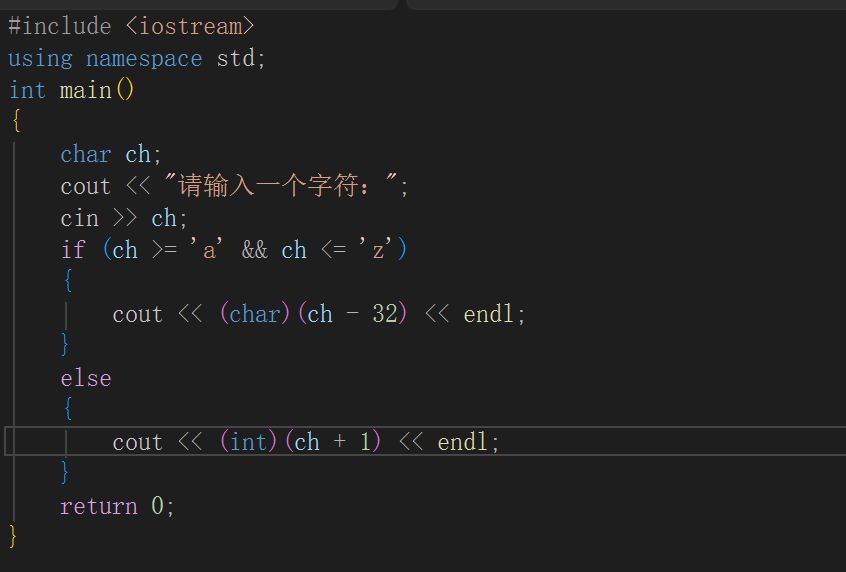 #include <iostream>
using namespace std;
int main()
{
    char ch;
    cout << "请输入一个字符：";
    cin >> ch;
    if (ch >= 'a' && ch <= 'z')
    {
        cout << (char)(ch - 32) << endl;
    }
    else
    {
        cout << (int)(ch + 1) << endl;
    }
    return 0;
}